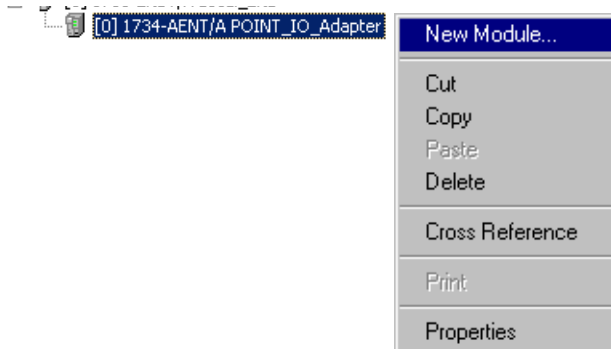 [0] 1734-AENT/A POINT_IO_Adapter
New Module...
Cut
Copy
Paste
Delete
Cross Reference
Print
Properties